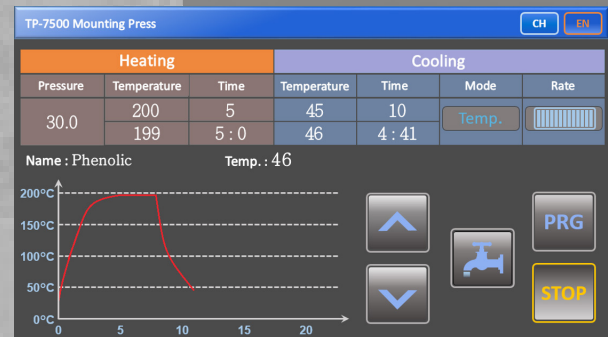 TP-7500 Mounting Press CH EN
Heating Cooling
Pressure Temperature Time Temperature Time Mode Rate
30.0 200 5 45 10 Temp.
199 5 : 0 46 4 : 41
Name : Phenolic Temp. : 46
200°C
150°C
100°C
50°C
0°C
0 5 10 15 20
PRG
STOP